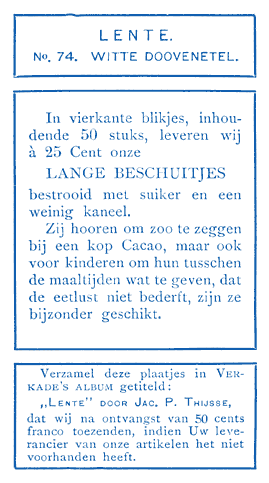 LENTE.
No. 74. WITTE DOOVENETEL.
In vierkante blikjes, inhou-
dende 50 stuks, leveren wij
à 25 Cent onze
LANGE BESCHUITJES
bestrooid met suiker en een
weinig kaneel.
Zij hooren om zoo te zeggen
bij een kop Cacao, maar ook
voor kinderen om hun tusschen
de maaltijden wat te geven, dat
de eetlust niet bederft, zijn ze
bijzonder geschikt.
Verzamel deze plaatjes in VER-
KADE'S ALBUM getiteld:
„LENTE" DOOR JAC. P. THIJSSE,
dat wij na ontvangst van 50 cents
franco toezenden, indien Uw leve-
rancier van onze artikelen het niet
voorhanden heeft.